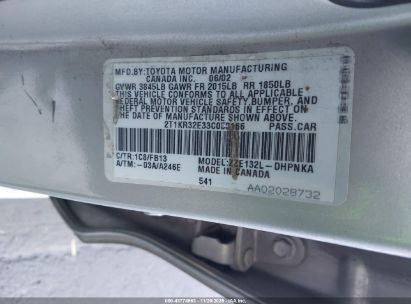 MFD. BY: TOYOTA MOTOR MANUFACTURING
CANADA INC. 06/02
GVWR 3845LB GAWR FR 2015LB RR 1850LB
THIS VEHICLE CONFORMS TO ALL APPLICABLE
FEDERAL MOTOR VEHICLE SAFETY, BUMPER, AND
THEFT PREVENTION STANDARDS IN EFFECT ON
THE DATE OF MANUFACTURE SHOWN ABOVE.
PASS.CAR
C/TR:1C8/FB13 MODEL:ZZE132L-DHPNKA
A/TM: -03A/A246E MADE IN CANADA
541
AA02028732